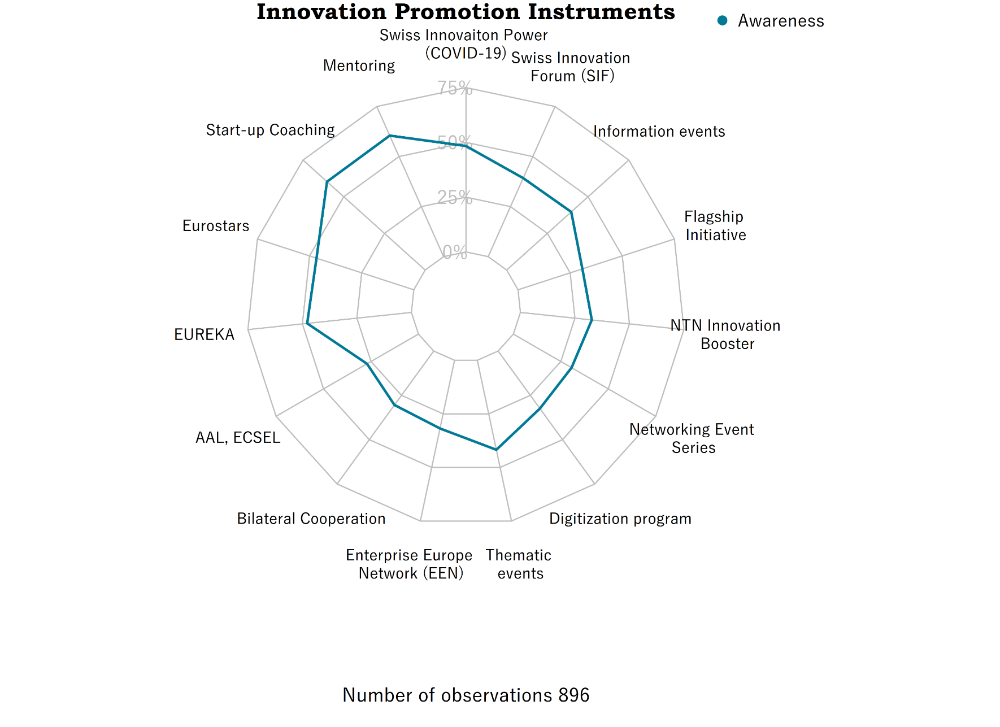 Innovation Promotion Instruments
Awareness
Swiss Innovaiton Power
(COVID-19)
Swiss Innovation
Forum (SIF)
Mentoring
75%
Start-up Coaching
Information events
50%
25%
Eurostars
Flagship
Initiative
0%
EUREKA
NTN Innovation
Booster
AAL, ECSEL
Networking Event
Series
Bilateral Cooperation
Digitization program
Enterprise Europe
Network (EEN)
Thematic
events
Number of observations 896